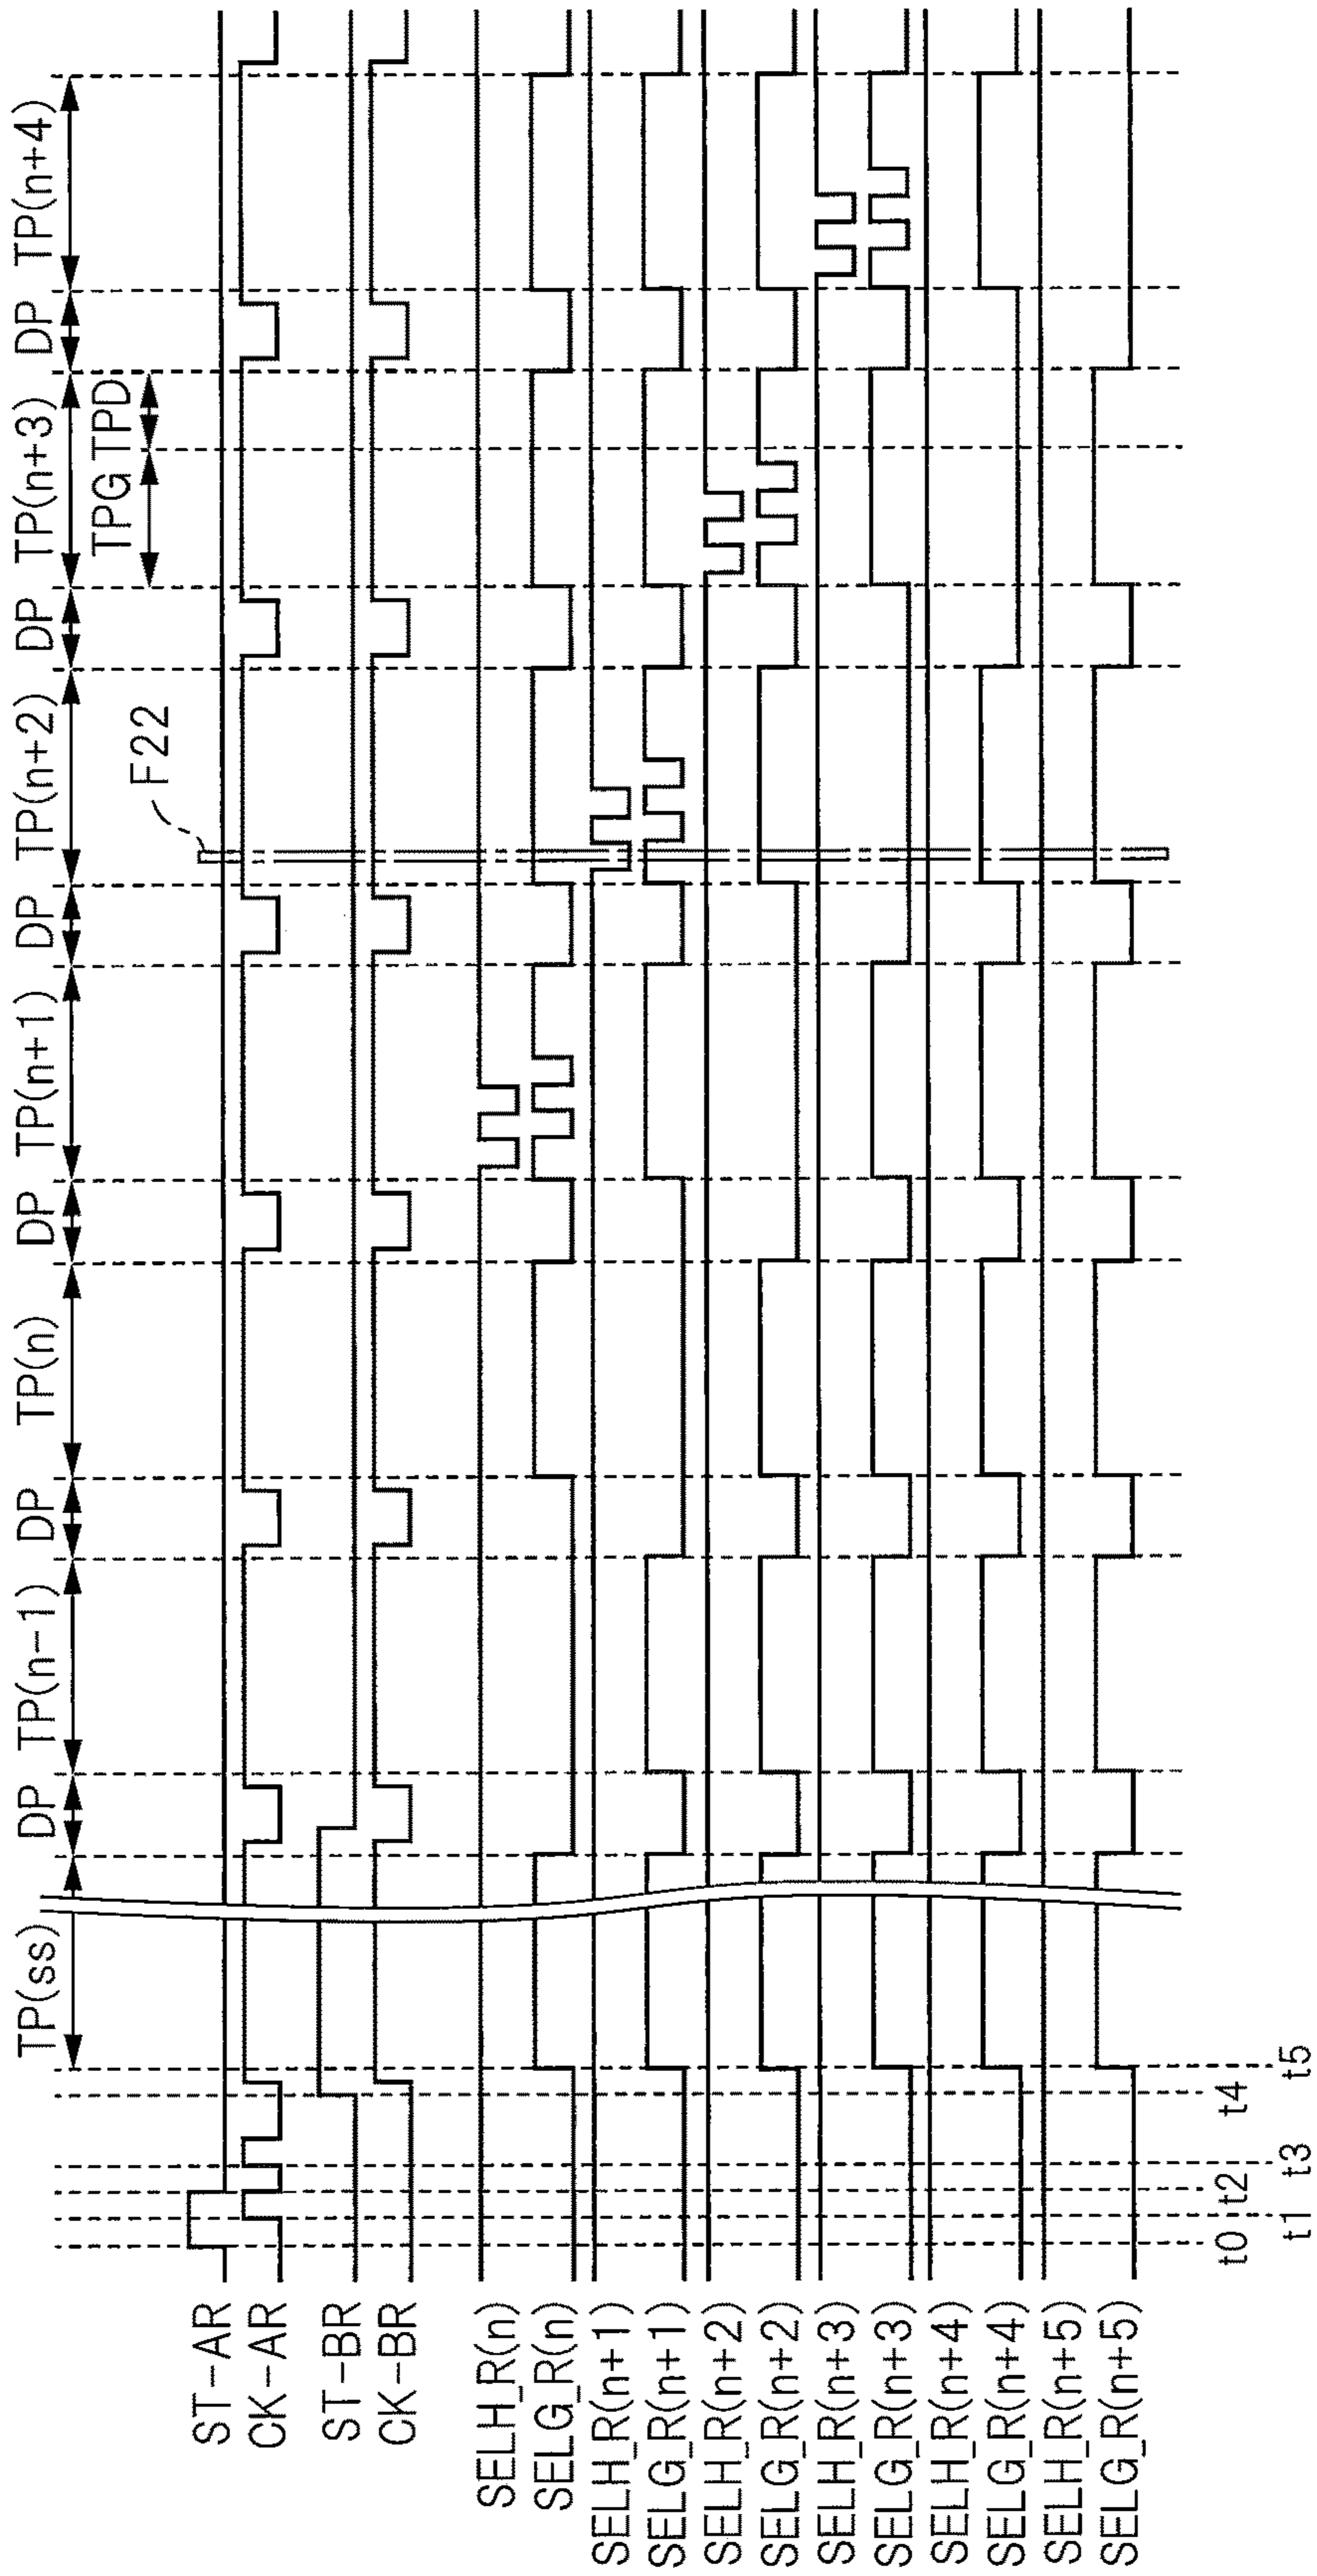 TP(ss) DP TP(n-1) DP TP(n) DP TP(n+1) DP TP(n+2) DP TP(n+3) DP TP(n+4)
TPG TPD
F22
ST-AR
CK-AR
ST-BR
CK-BR
SELH_R(n)
SELG_R(n)
SELH_R(n+1)
SELG_R(n+1)
SELH_R(n+2)
SELG_R(n+2)
SELH_R(n+3)
SELG_R(n+3)
SELH_R(n+4)
SELG_R(n+4)
SELH_R(n+5)
SELG_R(n+5)
t0 t2 t4
t1 t3 t5